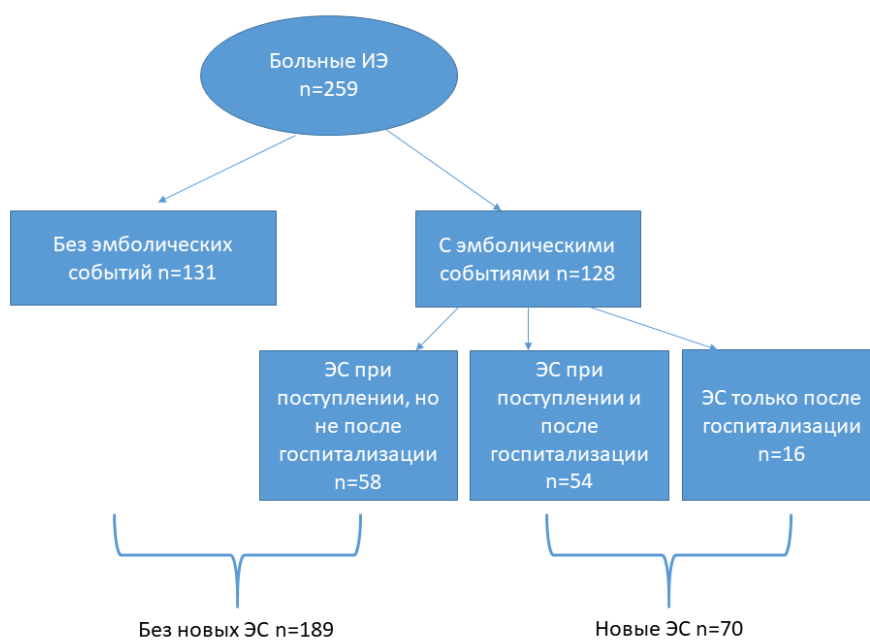 Больные ИЭ
n=259
Без эмболических
событий n=131
С эмболическими
событиями n=128
ЭС при
поступлении, но
не после
госпитализации
n=58
ЭС при
поступлении и
после
госпитализации
n=54
ЭС только после
госпитализации
n=16
Без новых ЭС n=189
Новые ЭС n=70